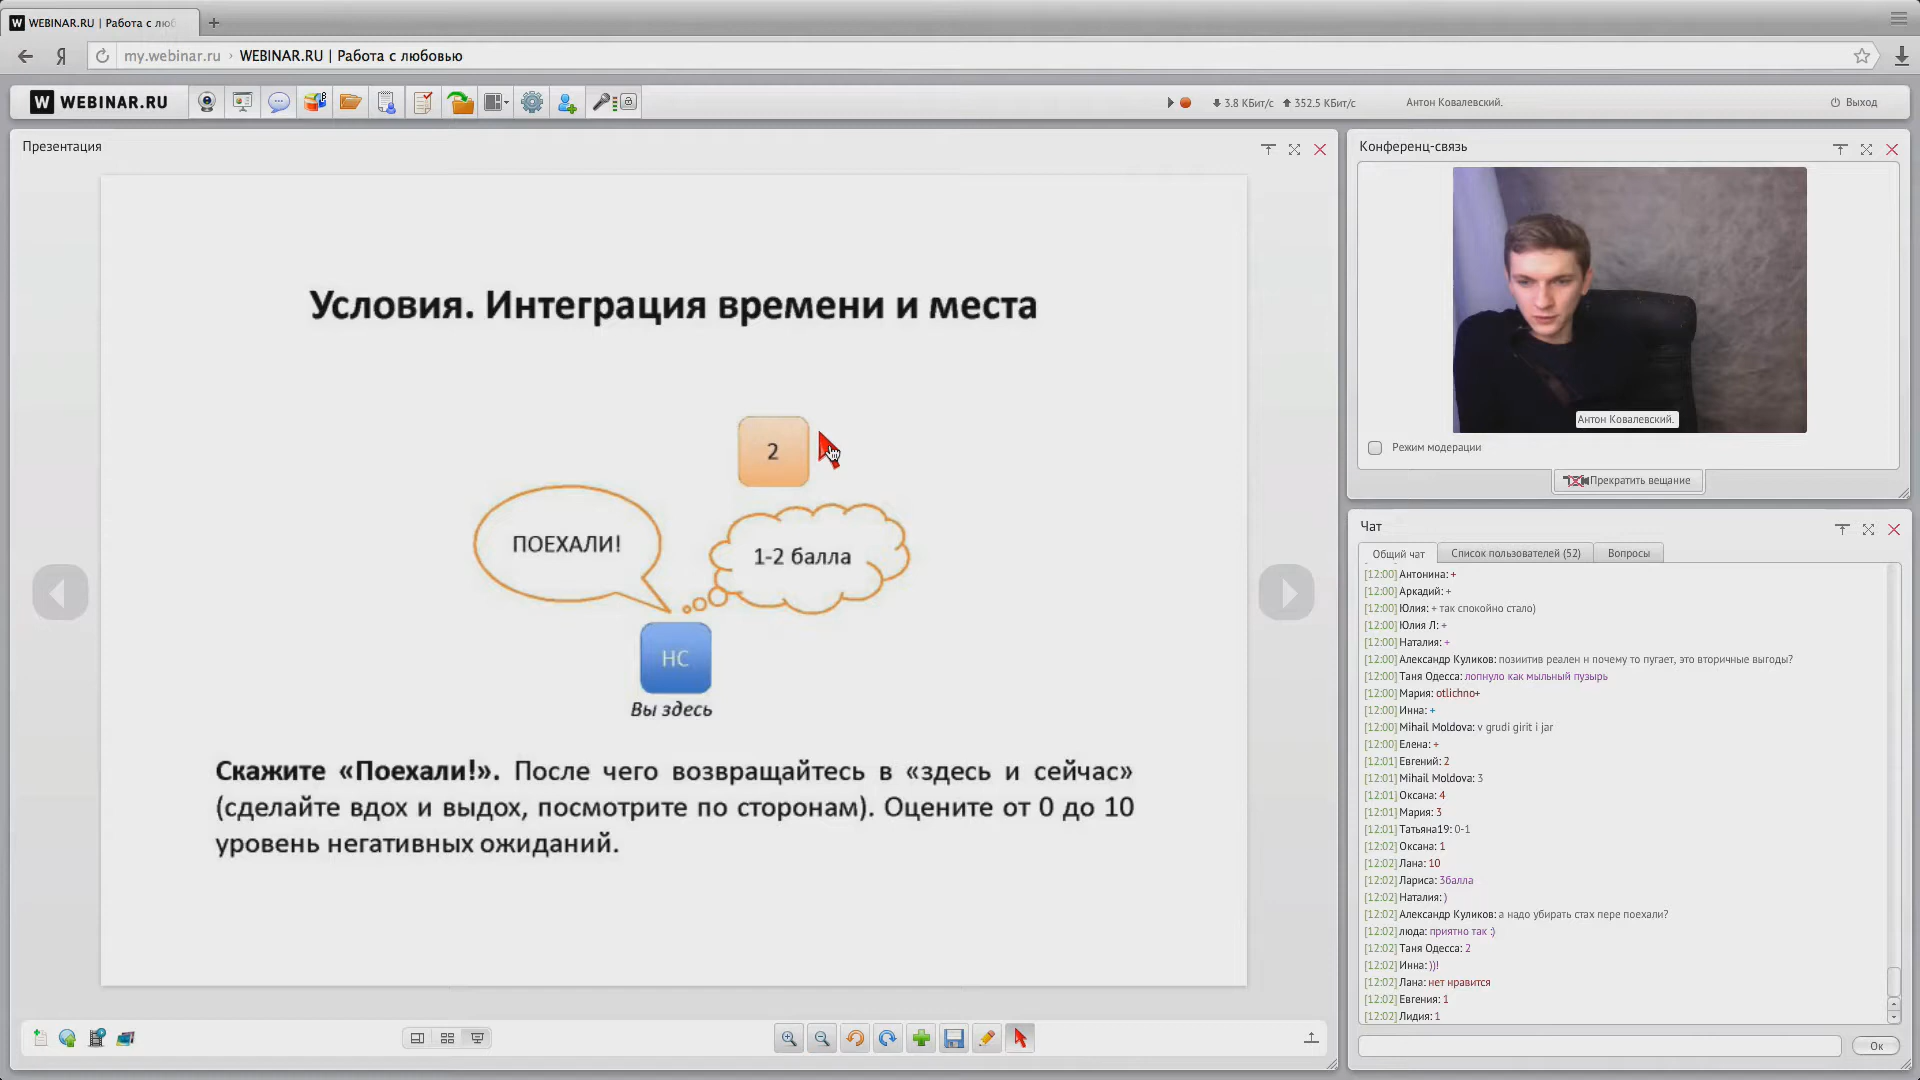 WEBINAR.RU | Работа с люб
my.webinar.ru › WEBINAR.RU | Работа с любовью
W WEBINAR.RU
3.8 КБит/с 352.5 КБит/с
Антон Ковалевский.
Выход
Презентация
Условия. Интеграция времени и места
2
ПОЕХАЛИ!
1-2 балла
НС
Вы здесь
Скажите «Поехали!». После чего возвращайтесь в «здесь и сейчас»
(сделайте вдох и выдох, посмотрите по сторонам). Оцените от 0 до 10
уровень негативных ожиданий.
Конференц-связь
Антон Ковалевский.
Режим модерации
Прекратить вещание
Чат
Общий чат
Список пользователей (52)
Вопросы
[12:00] Антонина: +
[12:00] Аркадий: +
[12:00] Юлия: + так спокойно стало)
[12:00] Юлия Л: +
[12:00] Наталия: +
[12:00] Александр Куликов: позиитив реален н почему то пугает, это вторичные выгоды?
[12:00] Таня Одесса: лопнуло как мыльный пузырь
[12:00] Мария: otlichno+
[12:00] Инна: +
[12:00] Mihail Moldova: v grudi girit i jar
[12:00] Елена: +
[12:01] Евгений: 2
[12:01] Mihail Moldova: 3
[12:01] Оксана: 4
[12:01] Мария: 3
[12:01] Татьяна19: 0-1
[12:02] Оксана: 1
[12:02] Лана: 10
[12:02] Лариса: 3балла
[12:02] Наталия: )
[12:02] Александр Куликов: а надо убирать стах пере поехали?
[12:02] люда: приятно так :)
[12:02] Таня Одесса: 2
[12:02] Инна: ))!
[12:02] Лана: нет нравится
[12:02] Евгения: 1
[12:02] Лидия: 1
Ок